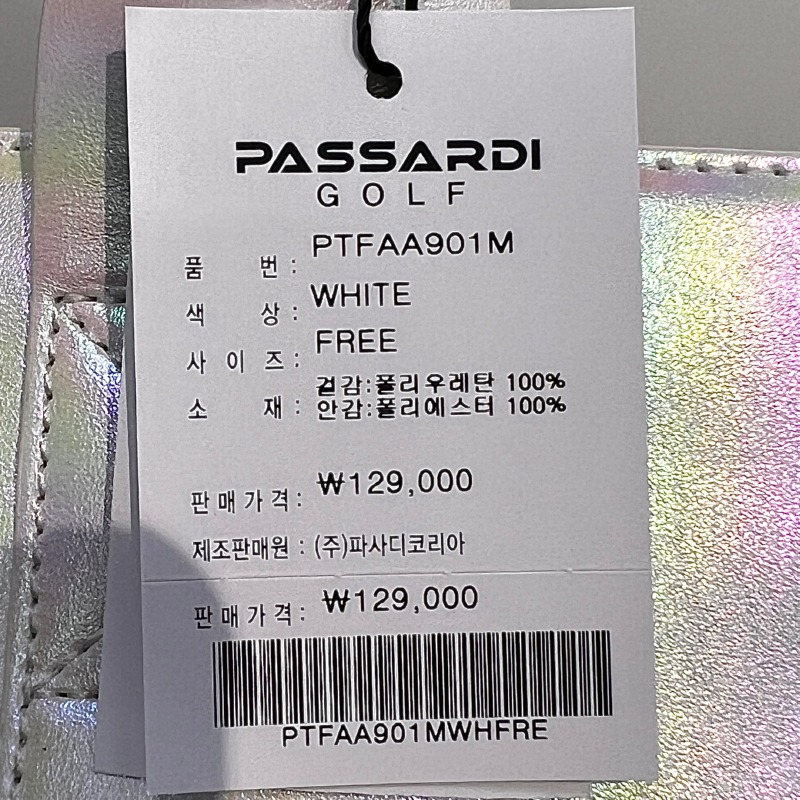 PASSARDI
GOLF
품 번 : PTFAA901M
색 상 : WHITE
사 이 즈 : FREE
겉감:폴리우레탄 100%
소 재 : 안감:폴리에스터 100%
판매가격: ₩129,000
제조판매원 : (주)파사디코리아
판매가격: ₩129,000
PTFAA901MWHFRE